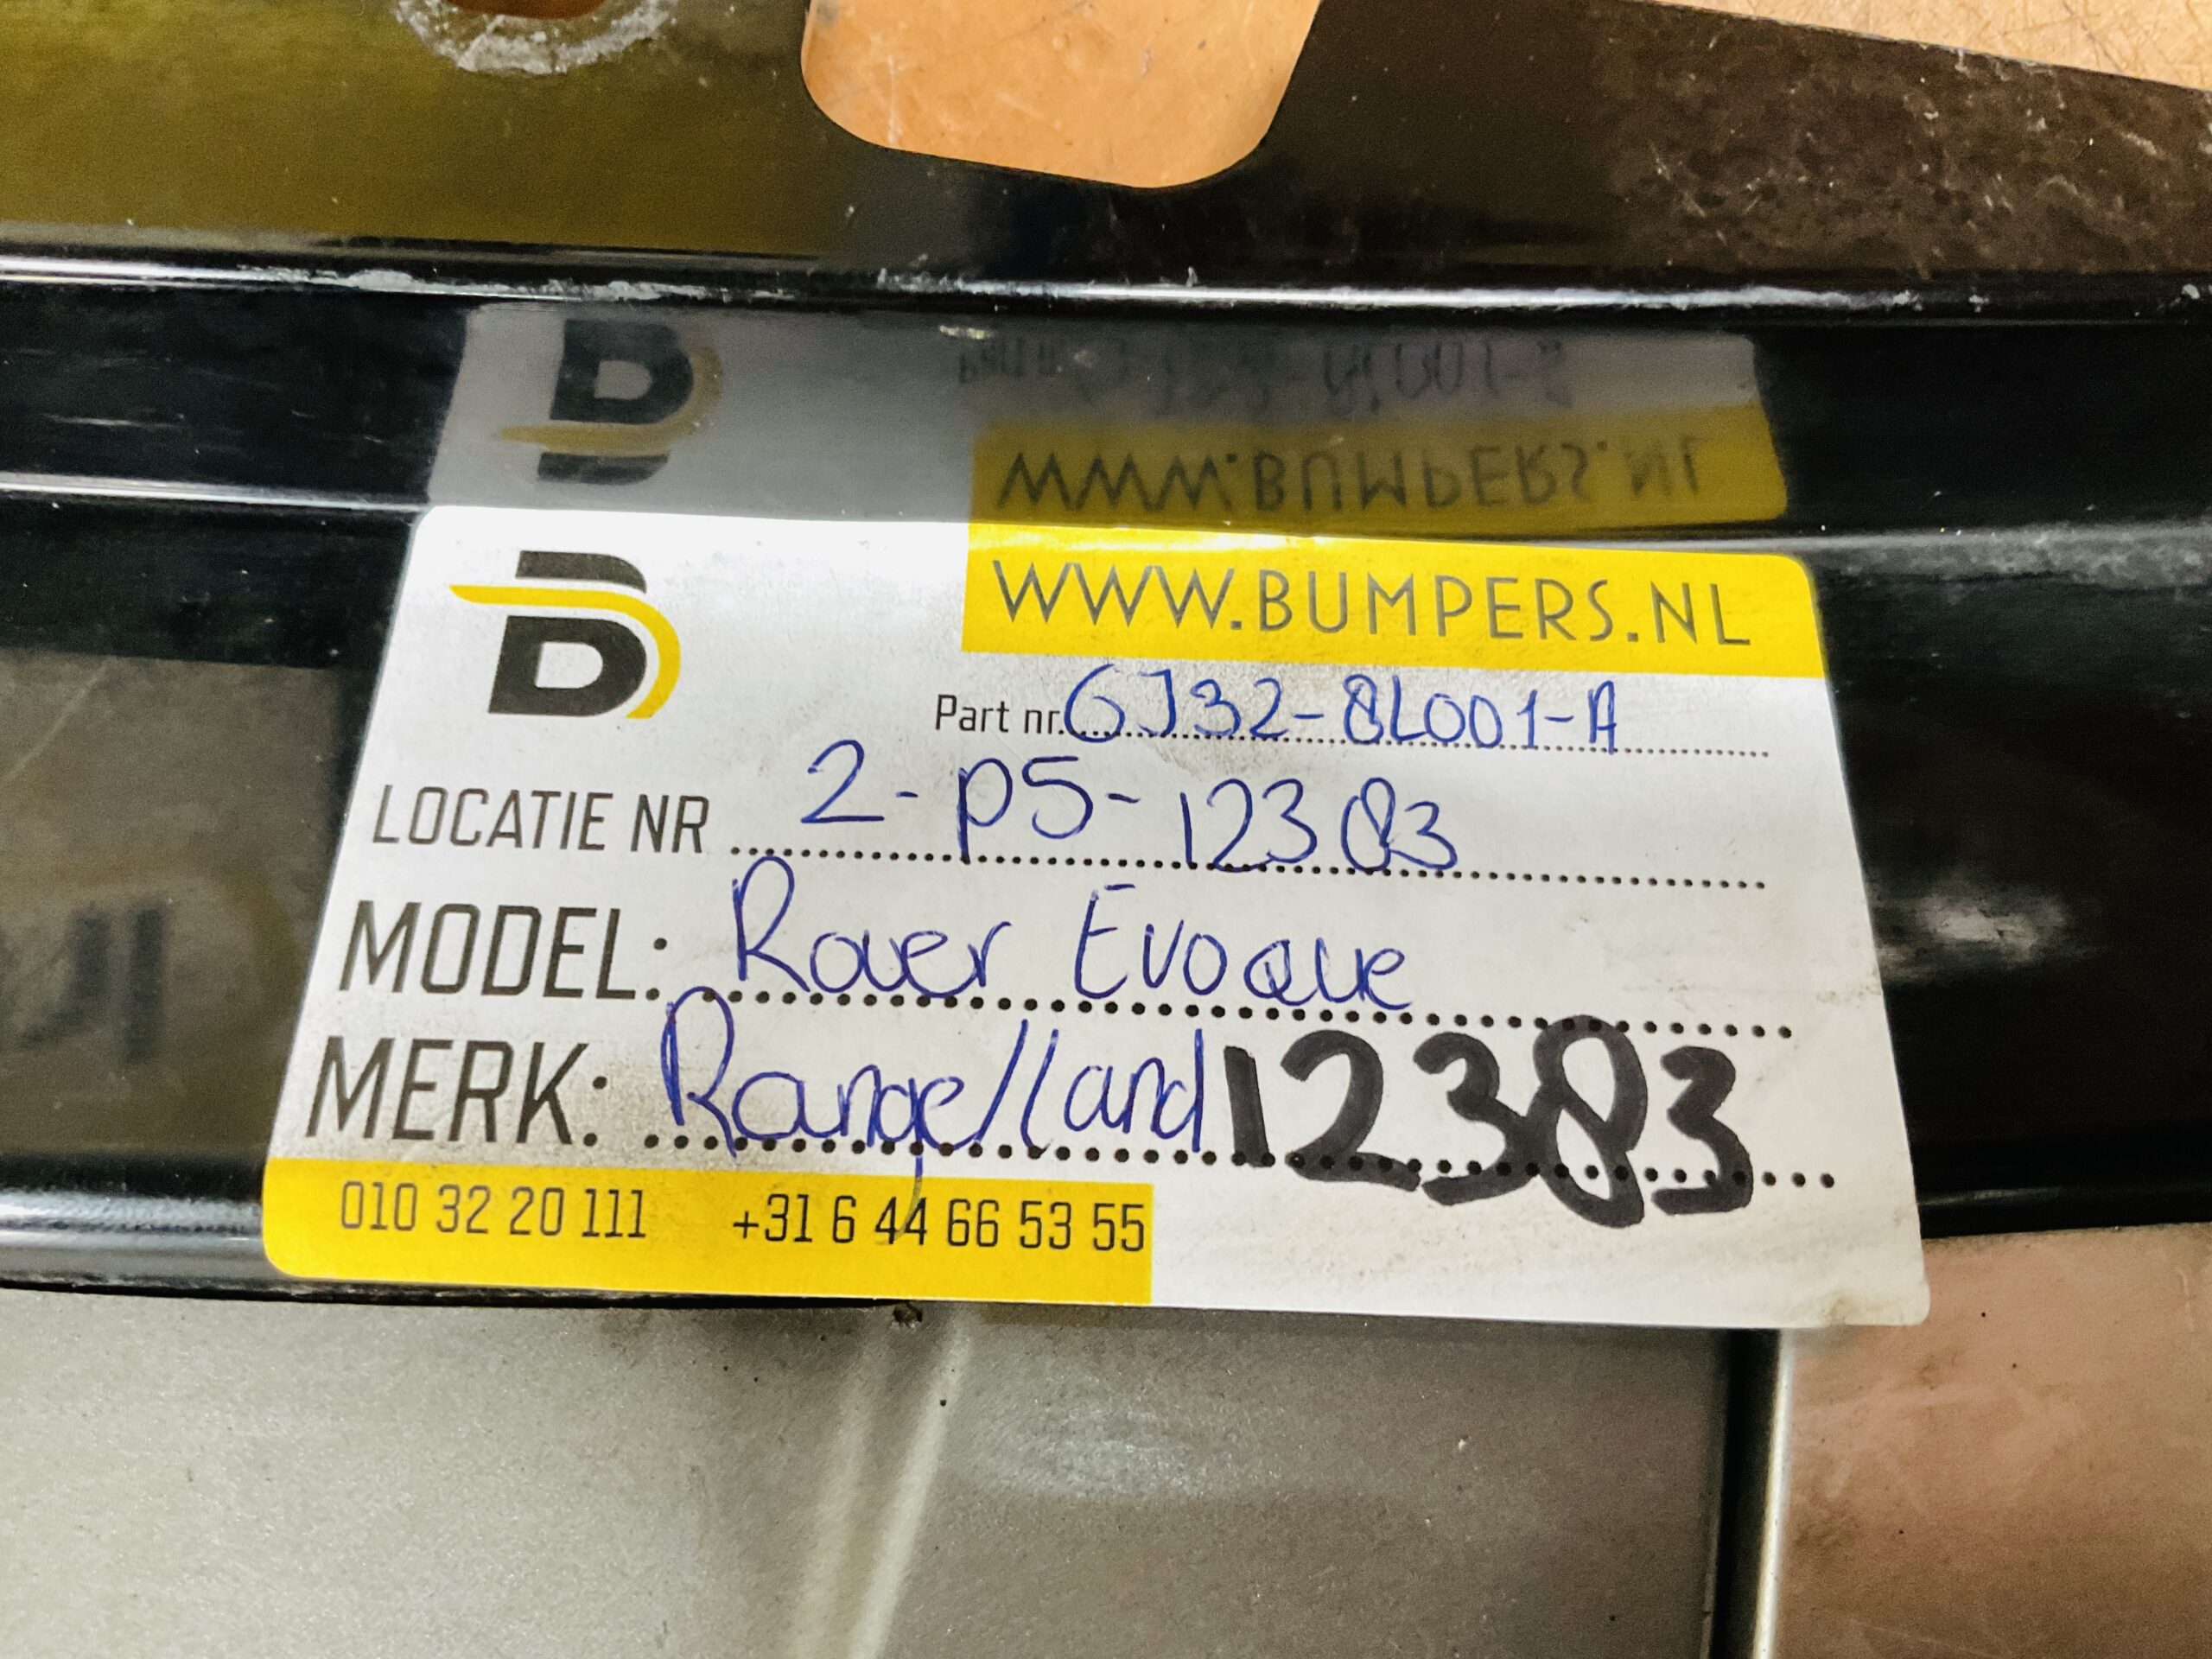 WWW.BUMPERS.NL
Part nr. GJ32-8L001-A
LOCATIE NR 2-P5-12383
MODEL: Rover Evoque
MERK: Range/land 12383
010 32 20 111 +31 6 44 66 53 55